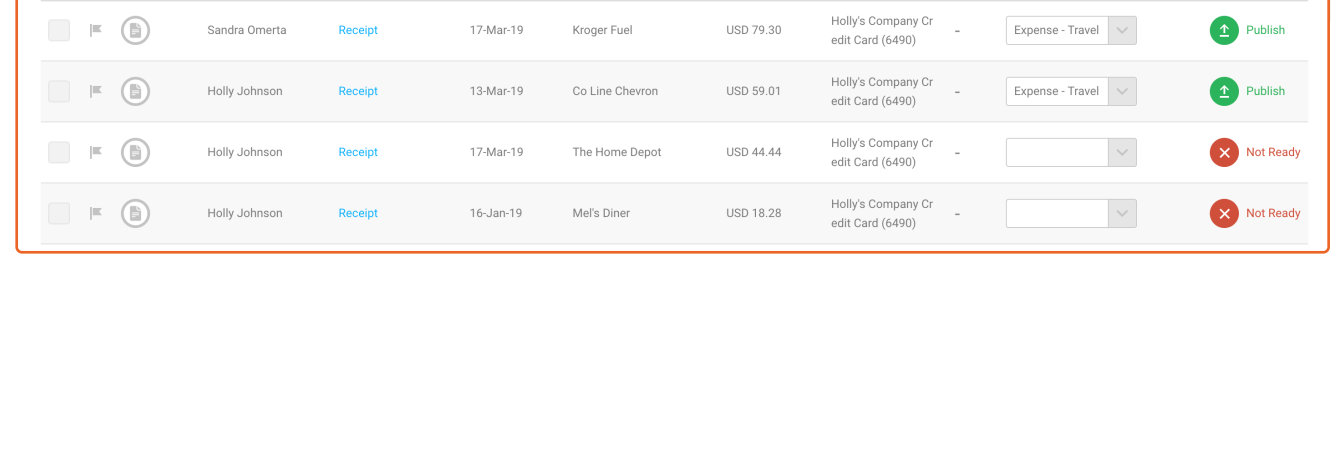 Sandra Omerta Receipt 17-Mar-19 Kroger Fuel USD 79.30 Holly's Company Cr
edit Card (6490) - Expense - Travel Publish
Holly Johnson Receipt 13-Mar-19 Co Line Chevron USD 59.01 Holly's Company Cr
edit Card (6490) - Expense - Travel Publish
Holly Johnson Receipt 17-Mar-19 The Home Depot USD 44.44 Holly's Company Cr
edit Card (6490) - Not Ready
Holly Johnson Receipt 16-Jan-19 Mel's Diner USD 18.28 Holly's Company Cr
edit Card (6490) - Not Ready